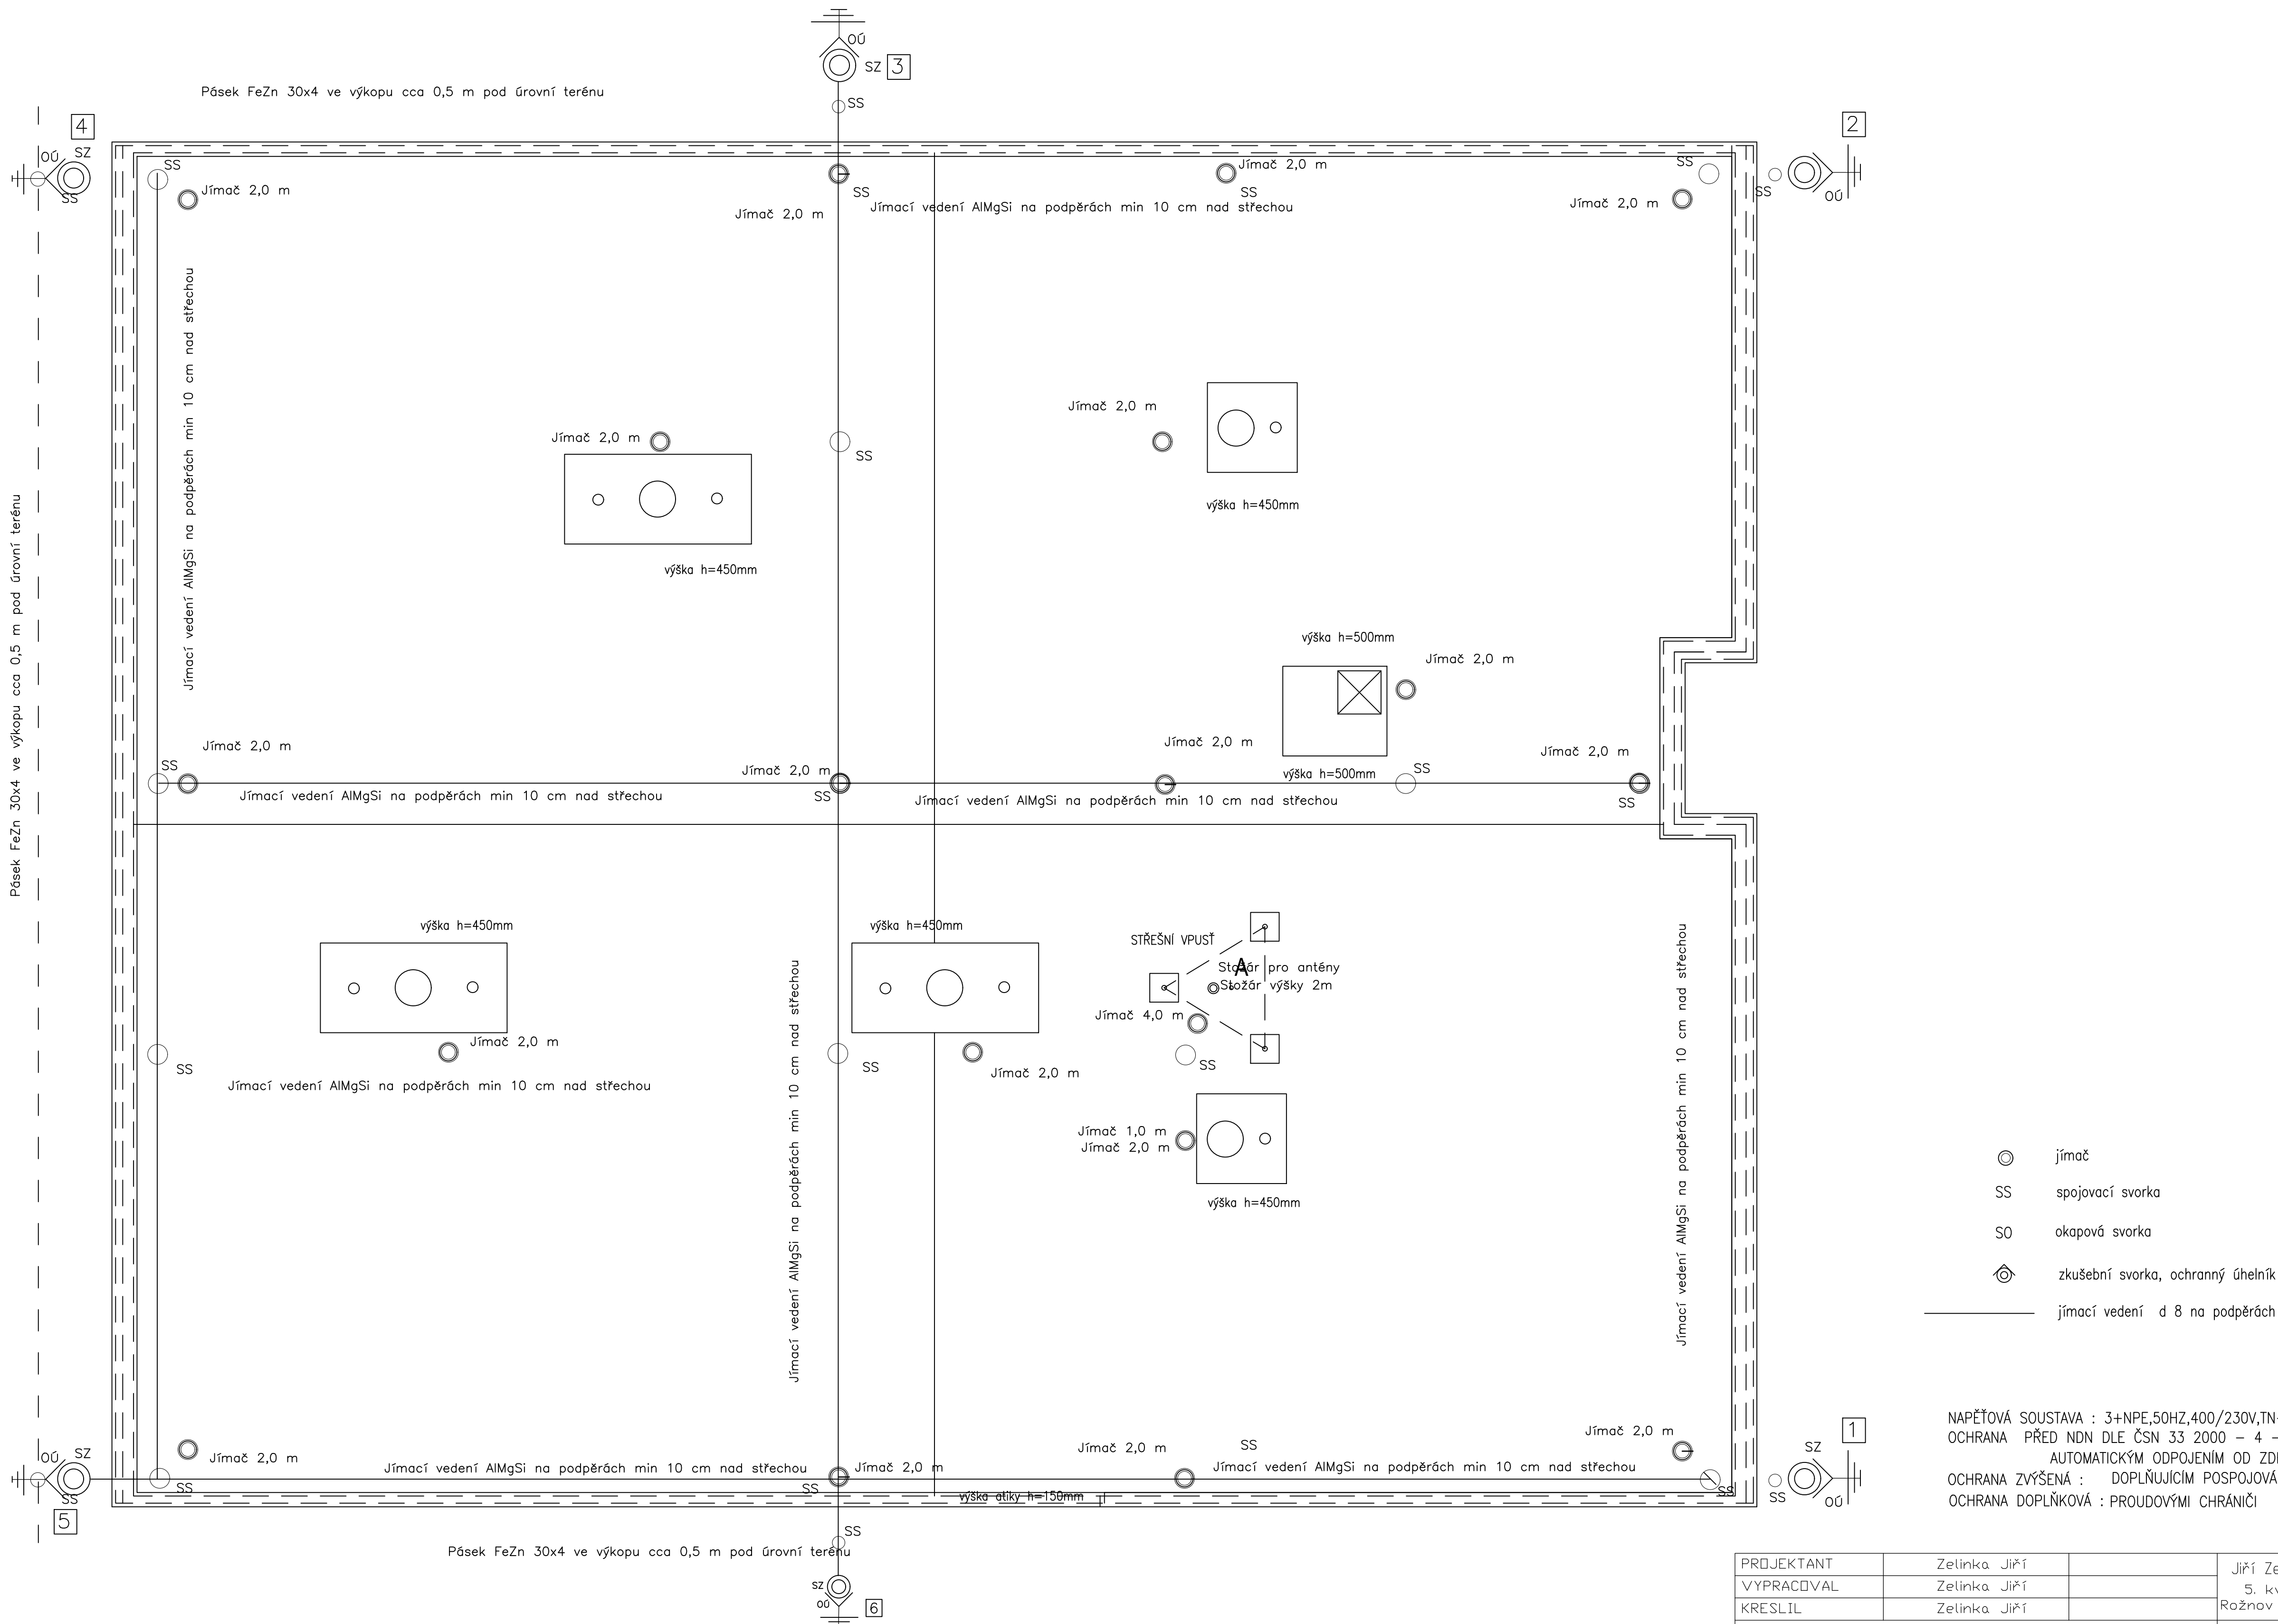 OÚ
SZ 3
SS
Pásek FeZn 30x4 ve výkopu cca 0,5 m pod úrovní terénu
4
2
OÚ SZ
SS
SS
Jímač 2,0 m
SS
Jímač 2,0 m
Jímač 2,0 m
SS
Jímací vedení AlMgSi na podpěrách min 10 cm nad střechou
SS
Jímač 2,0 m
SS
OÚ
Jímací vedení AlMgSi na podpěrách min 10 cm nad střechou
Jímač 2,0 m
Jímač 2,0 m
SS
výška h=450mm
výška h=450mm
Pásek FeZn 30x4 ve výkopu cca 0,5 m pod úrovní terénu
výška h=500mm
Jímač 2,0 m
Jímač 2,0 m
Jímač 2,0 m
Jímač 2,0 m
SS
Jímač 2,0 m
SS
výška h=500mm
SS
Jímací vedení AlMgSi na podpěrách min 10 cm nad střechou
SS
Jímací vedení AlMgSi na podpěrách min 10 cm nad střechou
výška h=450mm
výška h=450mm
STŘEŠNÍ VPUSŤ
A
Stožár pro antény
Stožár výšky 2m
Jímač 4,0 m
Jímač 2,0 m
SS
SS
SS
Jímač 2,0 m
Jímací vedení AlMgSi na podpěrách min 10 cm nad střechou
Jímací vedení AlMgSi na podpěrách min 10 cm nad střechou
Jímací vedení AlMgSi na podpěrách min 10 cm nad střechou
Jímač 1,0 m
Jímač 2,0 m
výška h=450mm
jímač
SS spojovací svorka
SO okapová svorka
zkušební svorka, ochranný úhelník
jímací vedení d 8 na podpěrách
OÚ SZ
SS
5
Jímač 2,0 m
SS
Jímací vedení AlMgSi na podpěrách min 10 cm nad střechou
SS
Jímač 2,0 m
Jímač 2,0 m
SS
Jímací vedení AlMgSi na podpěrách min 10 cm nad střechou
Jímač 2,0 m
SS
výška atiky h=150mm
1
SZ
SS
OÚ
NAPĚŤOVÁ SOUSTAVA : 3+NPE,50HZ,400/230V,TN-
OCHRANA PŘED NDN DLE ČSN 33 2000 – 4 –
AUTOMATICKÝM ODPOJENÍM OD ZD
OCHRANA ZVÝŠENÁ : DOPLŇUJÍCÍM POSPOJOVÁ
OCHRANA DOPLŇKOVÁ : PROUDOVÝMI CHRÁNIČI
Pásek FeZn 30x4 ve výkopu cca 0,5 m pod úrovní terénu
SS
SZ
OÚ
6
PROJEKTANT Zelinka Jiří
VYPRACOVAL Zelinka Jiří
KRESLIL Zelinka Jiří
Jiří Ze
5. kv
Rožnov